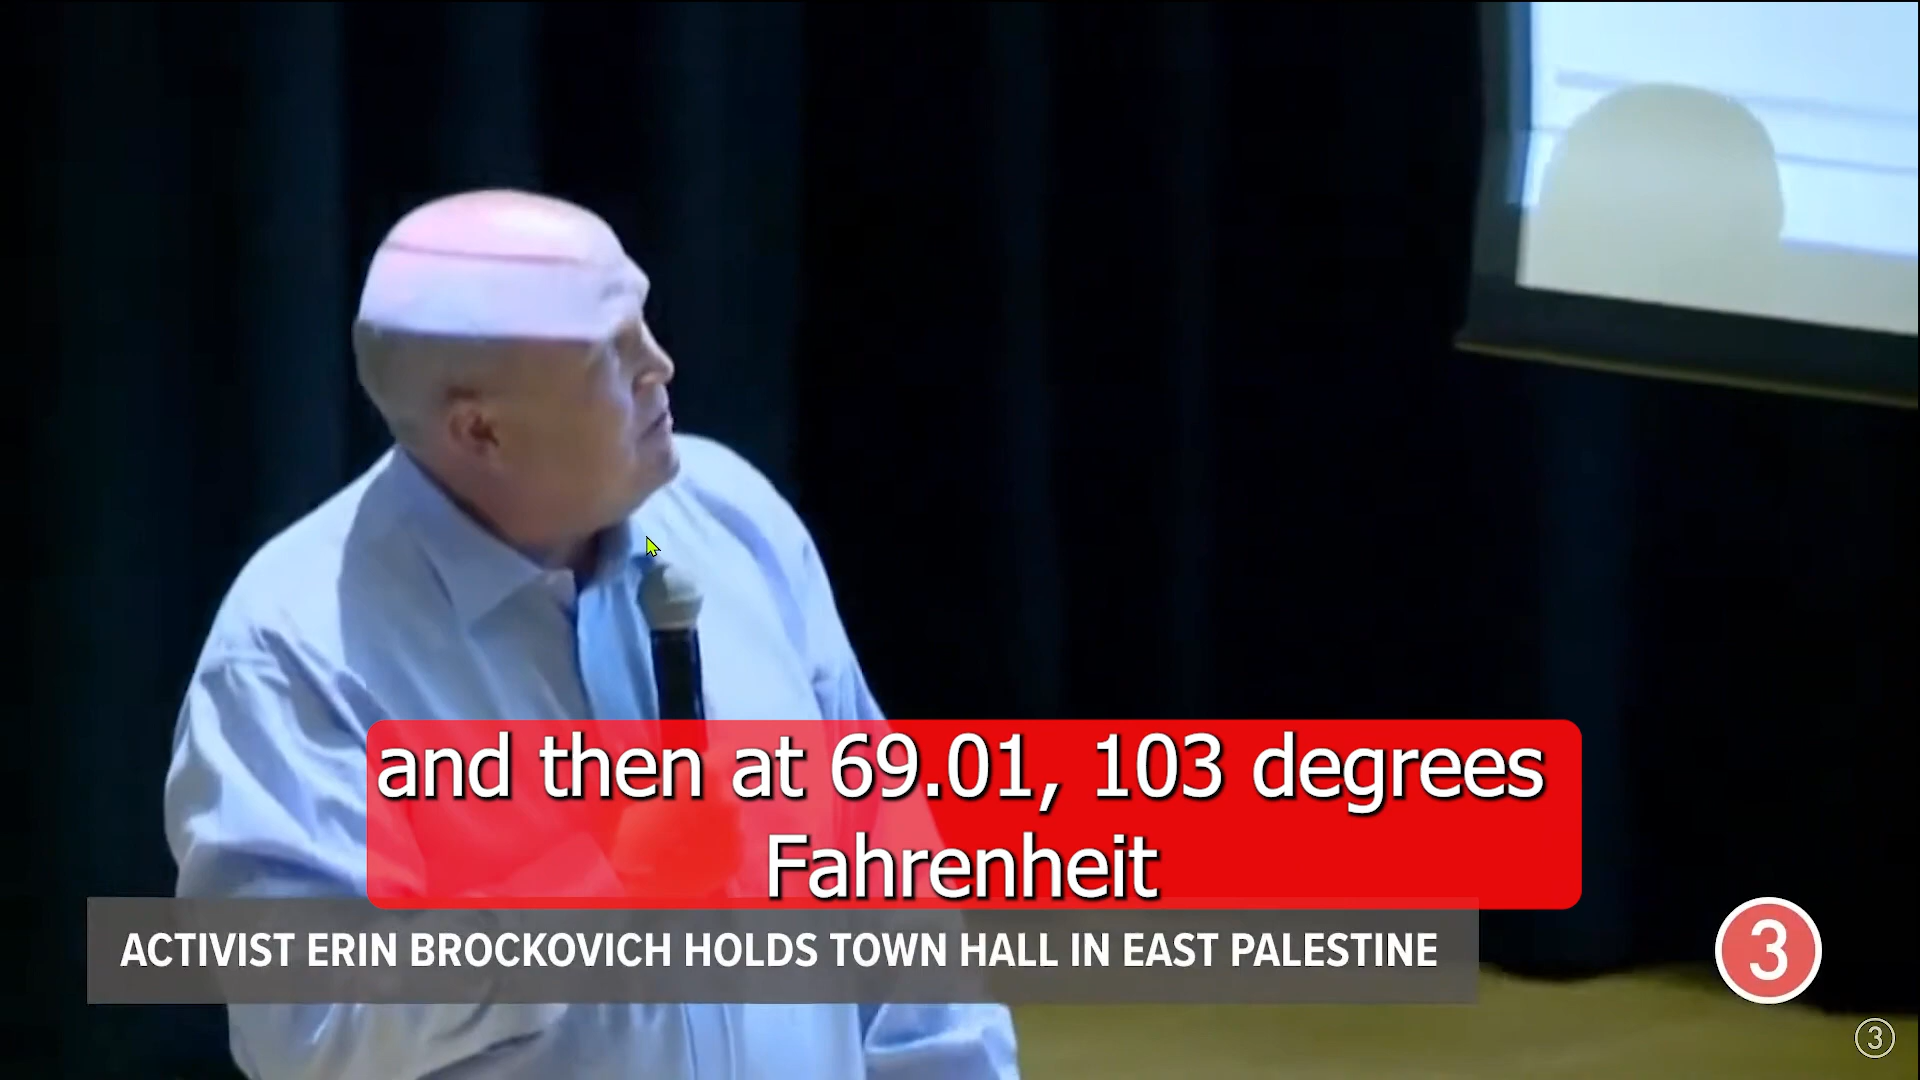 and then at 69.01, 103 degrees
Fahrenheit
ACTIVIST ERIN BROCKOVICH HOLDS TOWN HALL IN EAST PALESTINE
3
3